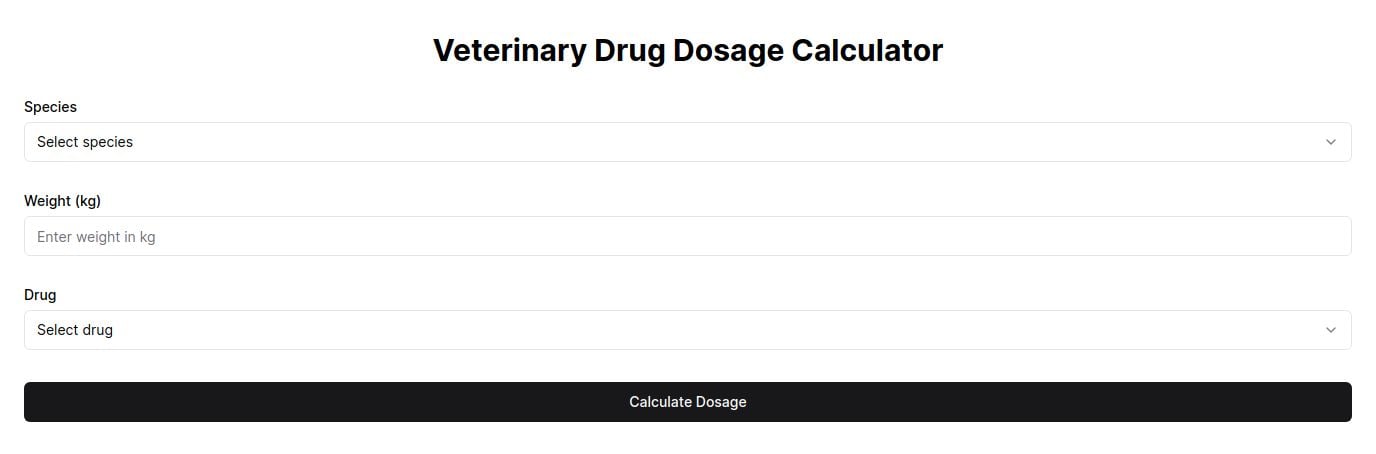 Veterinary Drug Dosage Calculator
Species
Select species
Weight (kg)
Enter weight in kg
Drug
Select drug
Calculate Dosage